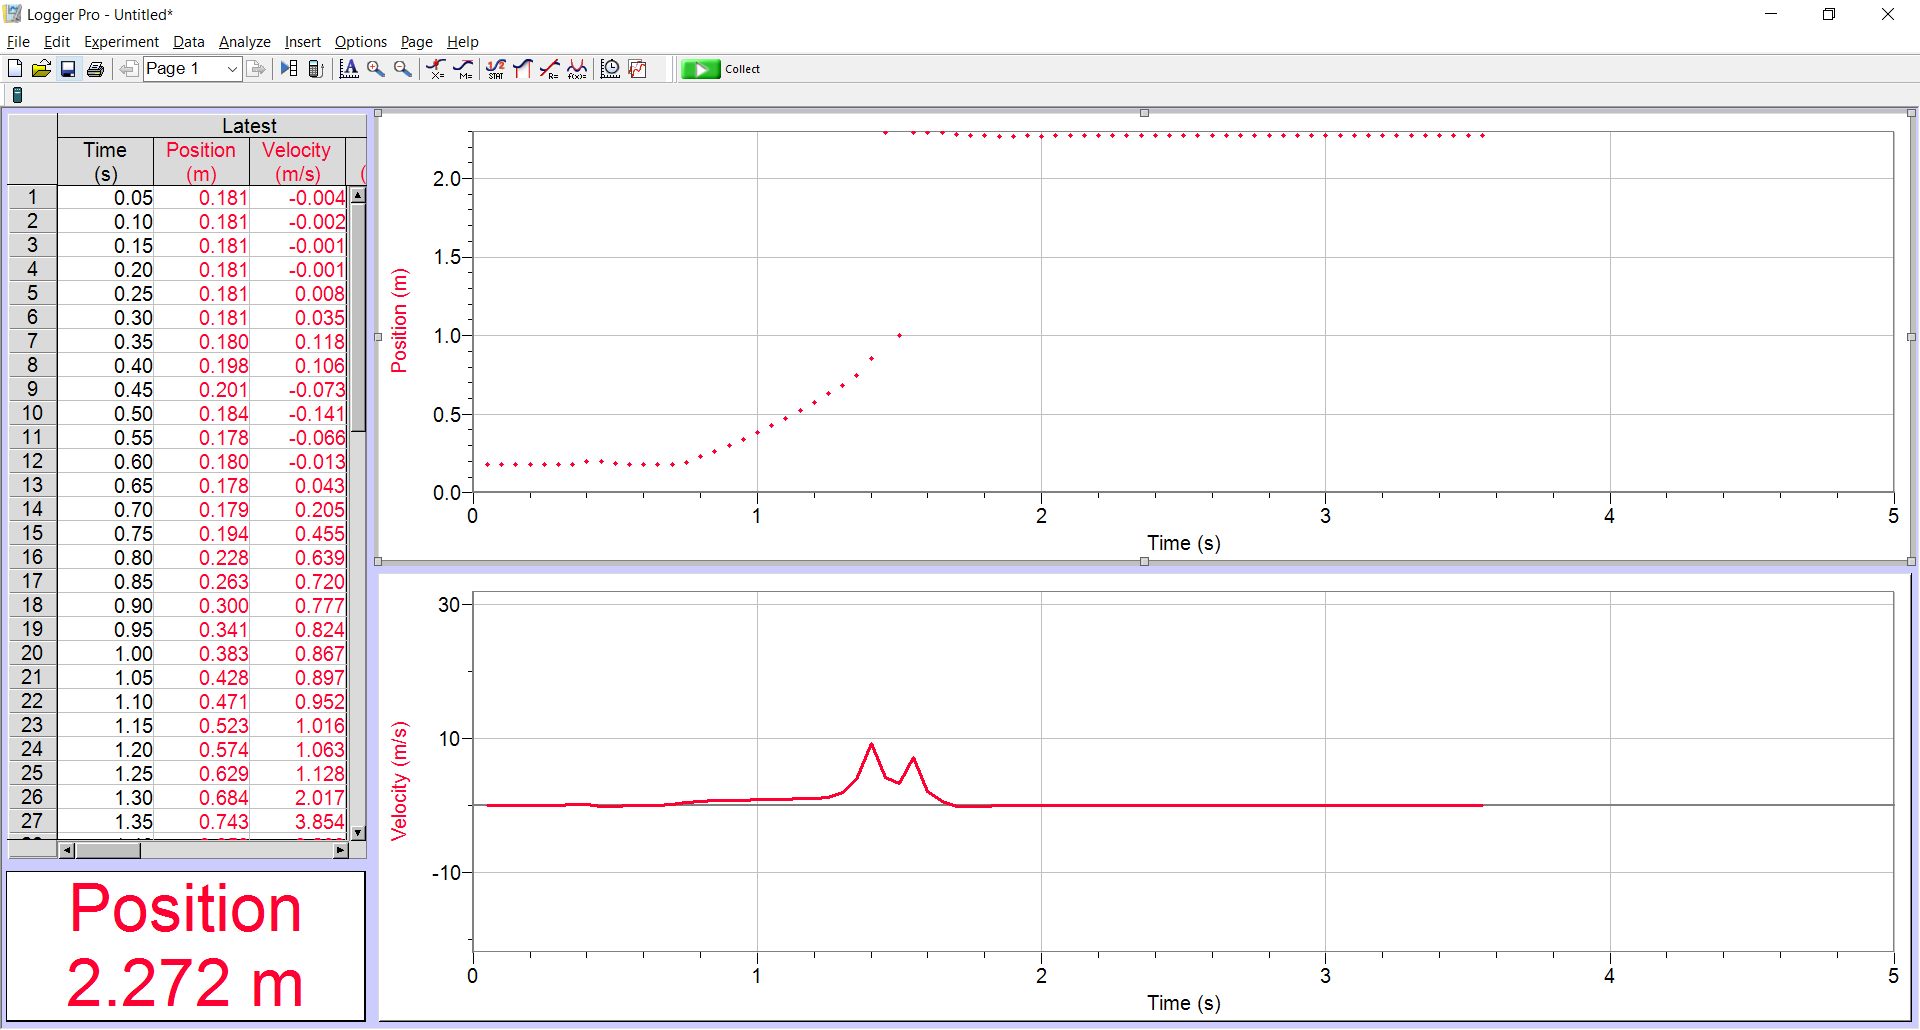 Logger Pro - Untitled*
File Edit Experiment Data Analyze Insert Options Page Help
Page 1 X= M= STAT R= f(x)= Collect
Latest
Time Position Velocity
(s) (m) (m/s) (
1 0.05 0.181 -0.004
2 0.10 0.181 -0.002
3 0.15 0.181 -0.001
4 0.20 0.181 -0.001
5 0.25 0.181 0.008
6 0.30 0.181 0.035
7 0.35 0.180 0.118
8 0.40 0.198 0.106
9 0.45 0.201 -0.073
10 0.50 0.184 -0.141
11 0.55 0.178 -0.066
12 0.60 0.180 -0.013
13 0.65 0.178 0.043
14 0.70 0.179 0.205
15 0.75 0.194 0.455
16 0.80 0.228 0.639
17 0.85 0.263 0.720
18 0.90 0.300 0.777
19 0.95 0.341 0.824
20 1.00 0.383 0.867
21 1.05 0.428 0.897
22 1.10 0.471 0.952
23 1.15 0.523 1.016
24 1.20 0.574 1.063
25 1.25 0.629 1.128
26 1.30 0.684 2.017
27 1.35 0.743 3.854
Position
2.272 m
Position (m)
2.0
1.5
1.0
0.5
0.0
0 1 2 3 4 5
Time (s)
Velocity (m/s)
30
10
-10
0 1 2 3 4 5
Time (s)